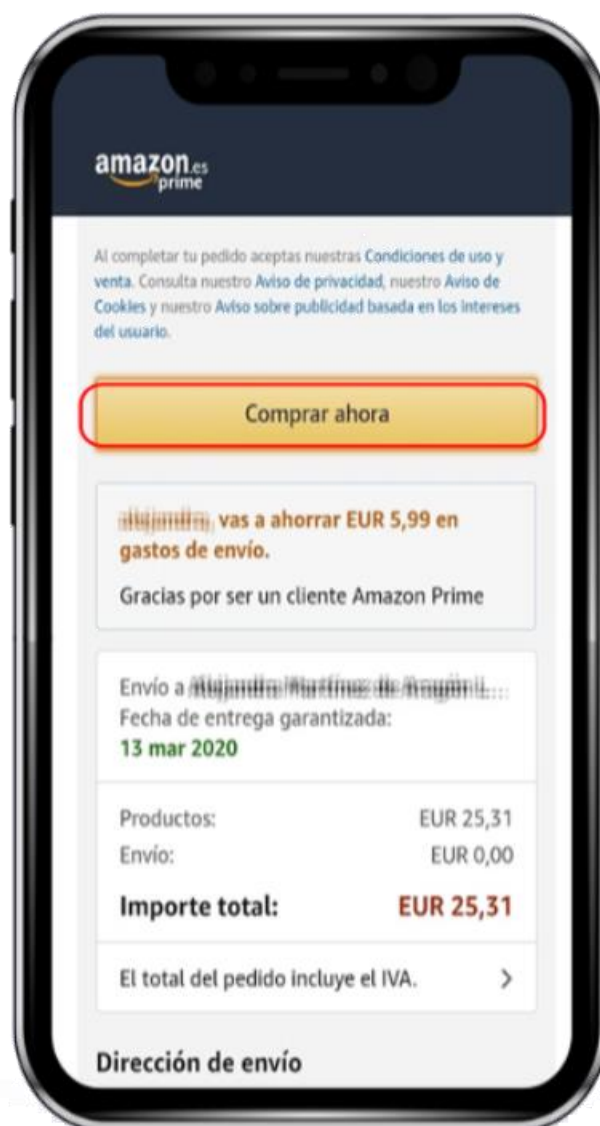 amazon.es
prime
Al completar tu pedido aceptas nuestras Condiciones de uso y
venta. Consulta nuestro Aviso de privacidad, nuestro Aviso de
Cookies y nuestro Aviso sobre publicidad basada en los intereses
del usuario.
Comprar ahora
vas a ahorrar EUR 5,99 en
gastos de envío.
Gracias por ser un cliente Amazon Prime
Envío a
Fecha de entrega garantizada:
13 mar 2020
Productos: EUR 25,31
Envío: EUR 0,00
Importe total: EUR 25,31
El total del pedido incluye el IVA.
Dirección de envío